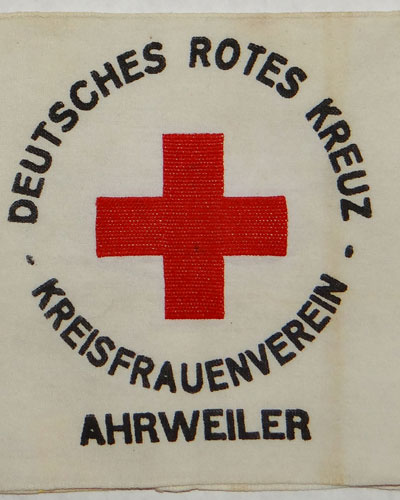 DEUTSCHES ROTES KREUZ
· KREISFRAUENVEREIN ·
AHRWEILER